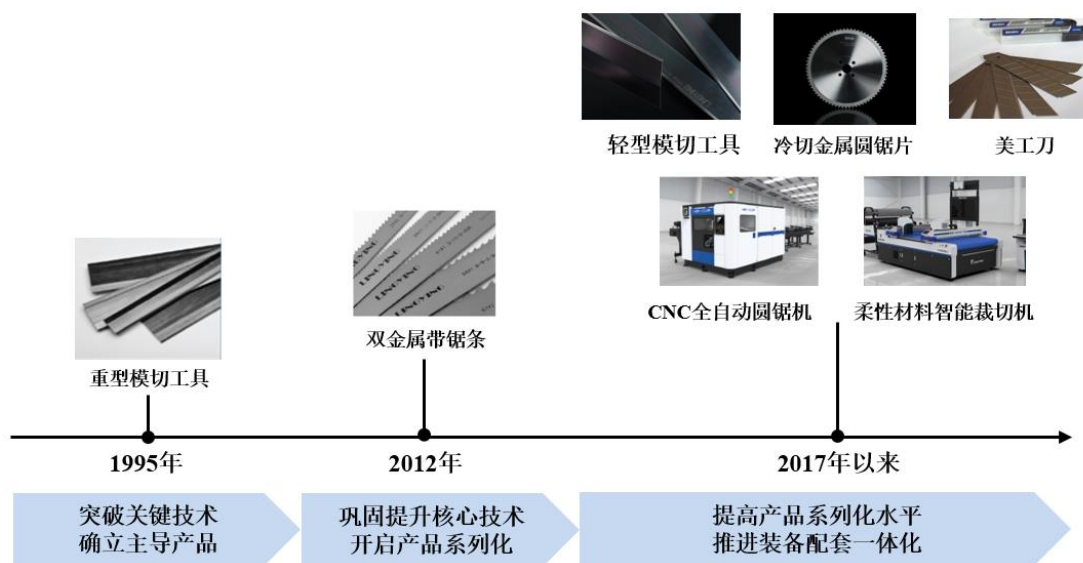 轻型模切工具
冷切金属圆锯片
美工刀
CNC全自动圆锯机
柔性材料智能裁切机
LINGYING
LINGYING
LINGYING
LINGYING
双金属带锯条
重型模切工具
1995年
2012年
2017年以来
突破关键技术
确立主导产品
巩固提升核心技术
开启产品系列化
提高产品系列化水平
推进装备配套一体化